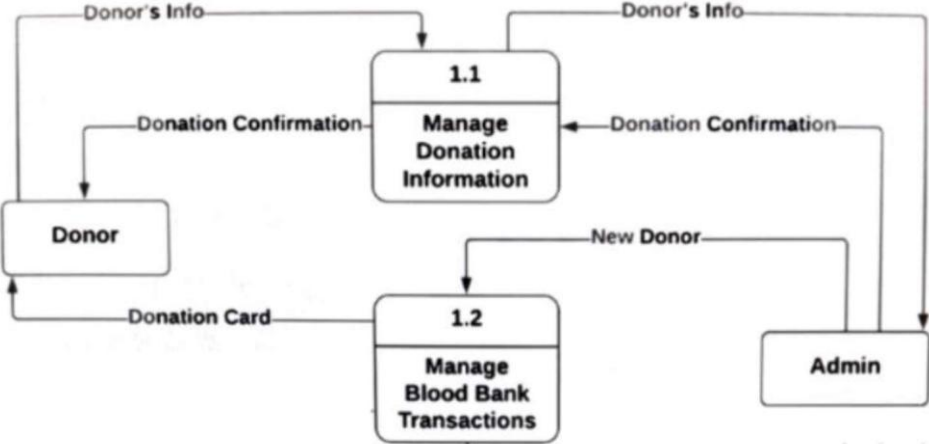 Donor's Info
Donor's Info
1.1
Donation Confirmation
Manage
Donation
Information
Donation Confirmation
Donor
New Donor
Donation Card
1.2
Manage
Blood Bank
Transactions
Admin